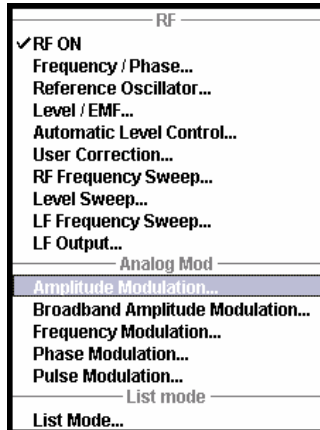 RF
✓RF ON
Frequency / Phase...
Reference Oscillator...
Level / EMF...
Automatic Level Control...
User Correction...
RF Frequency Sweep...
Level Sweep...
LF Frequency Sweep...
LF Output...
Analog Mod
Amplitude Modulation...
Broadband Amplitude Modulation...
Frequency Modulation...
Phase Modulation...
Pulse Modulation...
List mode
List Mode...